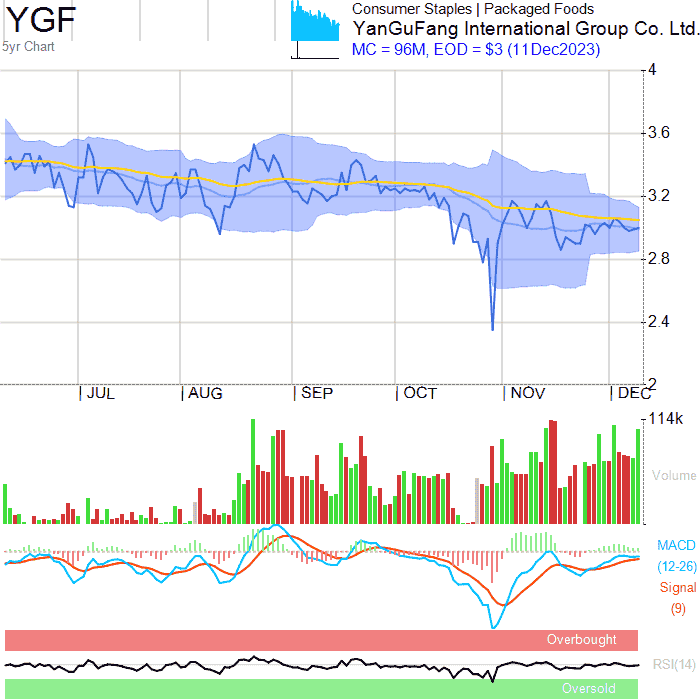 YGF
5yr Chart
Consumer Staples | Packaged Foods
YanGuFang International Group Co. Ltd.
MC = 96M, EOD = $3 (11Dec2023)
4
3.6
3.2
2.8
2.4
2
JUL
AUG
SEP
OCT
NOV
DEC
114k
Volume
MACD
(12-26)
Signal
(9)
Overbought
RSI(14)
Oversold